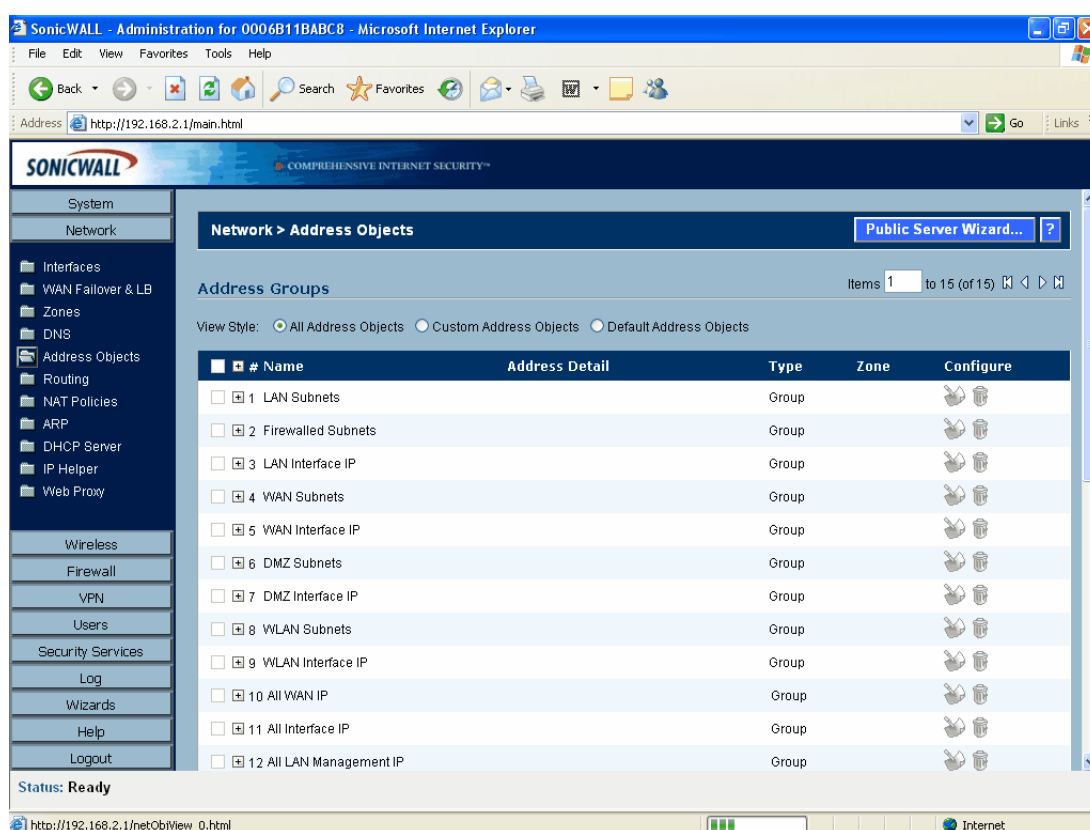 SonicWALL - Administration for 0006B11BABC8 - Microsoft Internet Explorer
File Edit View Favorites Tools Help
Back Search Favorites
Address http://192.168.2.1/main.html Go Links
SONICWALL COMPREHENSIVE INTERNET SECURITY™
System
Network
Interfaces
WAN Failover & LB
Zones
DNS
Address Objects
Routing
NAT Policies
ARP
DHCP Server
IP Helper
Web Proxy
Wireless
Firewall
VPN
Users
Security Services
Log
Wizards
Help
Logout
Network > Address Objects Public Server Wizard... ?
Address Groups Items 1 to 15 (of 15)
View Style: All Address Objects Custom Address Objects Default Address Objects
# Name Address Detail Type Zone Configure
1 LAN Subnets Group
2 Firewalled Subnets Group
3 LAN Interface IP Group
4 WAN Subnets Group
5 WAN Interface IP Group
6 DMZ Subnets Group
7 DMZ Interface IP Group
8 WLAN Subnets Group
9 WLAN Interface IP Group
10 All WAN IP Group
11 All Interface IP Group
12 All LAN Management IP Group
Status: Ready
http://192.168.2.1/netObjView_0.html Internet